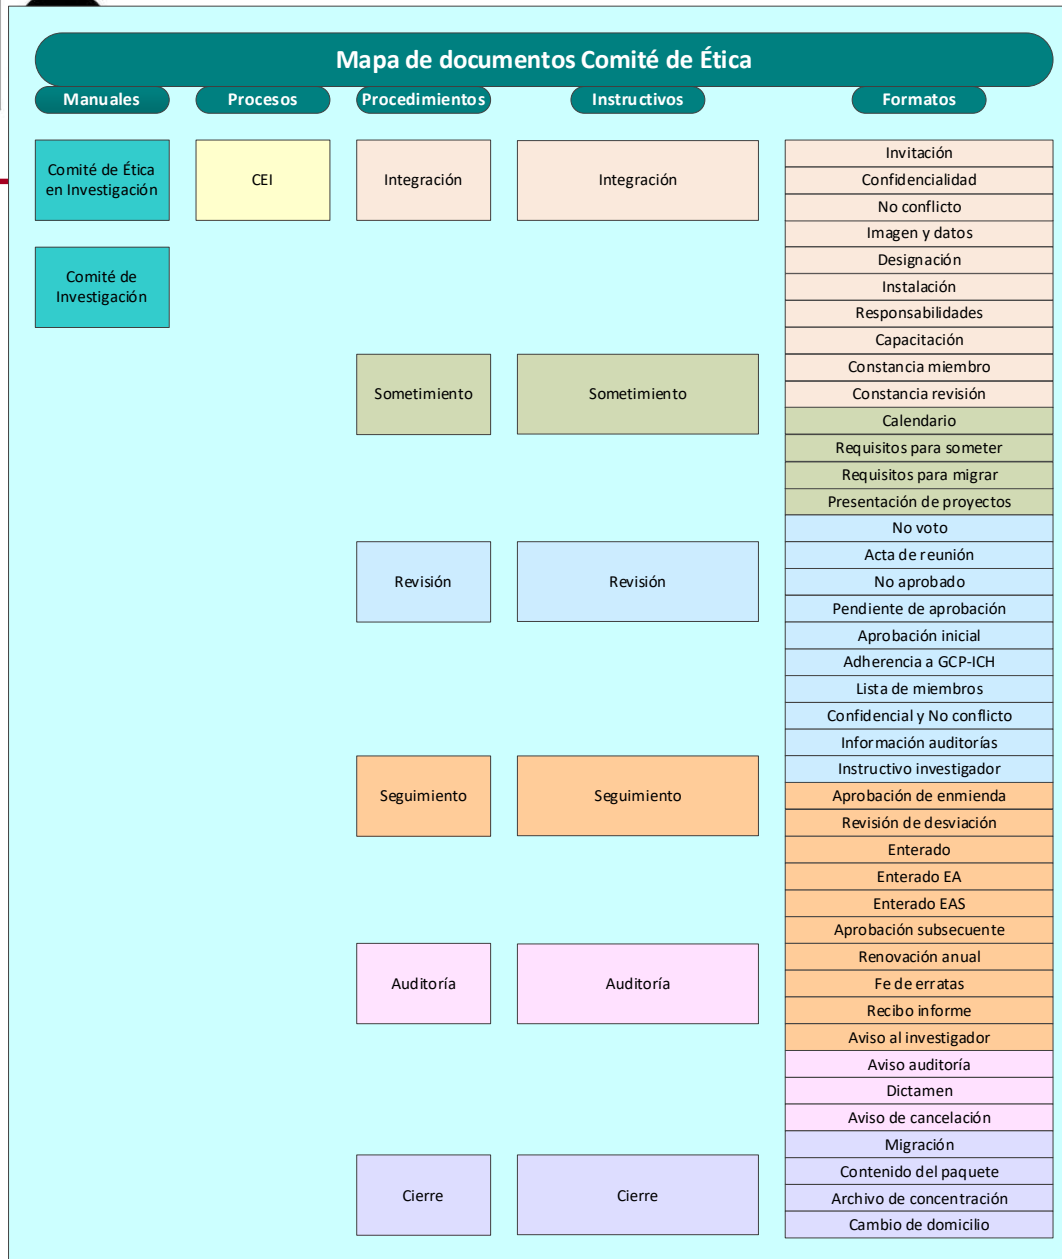 Mapa de documentos Comité de Ética
Manuales
Procesos
Procedimientos
Instructivos
Formatos
Comité de Ética
en Investigación
CEI
Integración
Integración
Invitación
Confidencialidad
No conflicto
Imagen y datos
Designación
Instalación
Responsabilidades
Capacitación
Constancia miembro
Constancia revisión
Comité de
Investigación
Sometimiento
Sometimiento
Calendario
Requisitos para someter
Requisitos para migrar
Presentación de proyectos
Revisión
Revisión
No voto
Acta de reunión
No aprobado
Pendiente de aprobación
Aprobación inicial
Adherencia a GCP-ICH
Lista de miembros
Confidencial y No conflicto
Información auditorías
Instructivo investigador
Seguimiento
Seguimiento
Aprobación de enmienda
Revisión de desviación
Enterado
Enterado EA
Enterado EAS
Aprobación subsecuente
Renovación anual
Fe de erratas
Recibo informe
Aviso al investigador
Auditoría
Auditoría
Aviso auditoría
Dictamen
Aviso de cancelación
Cierre
Cierre
Migración
Contenido del paquete
Archivo de concentración
Cambio de domicilio